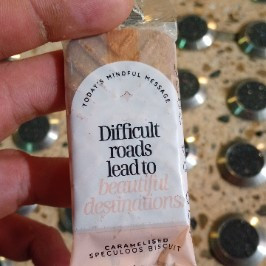 TODAY'S MINDFUL MESSAGE
Difficult
roads
lead to
beautiful
destinations.
CARAMELISED
SPECULOOS BISCUIT